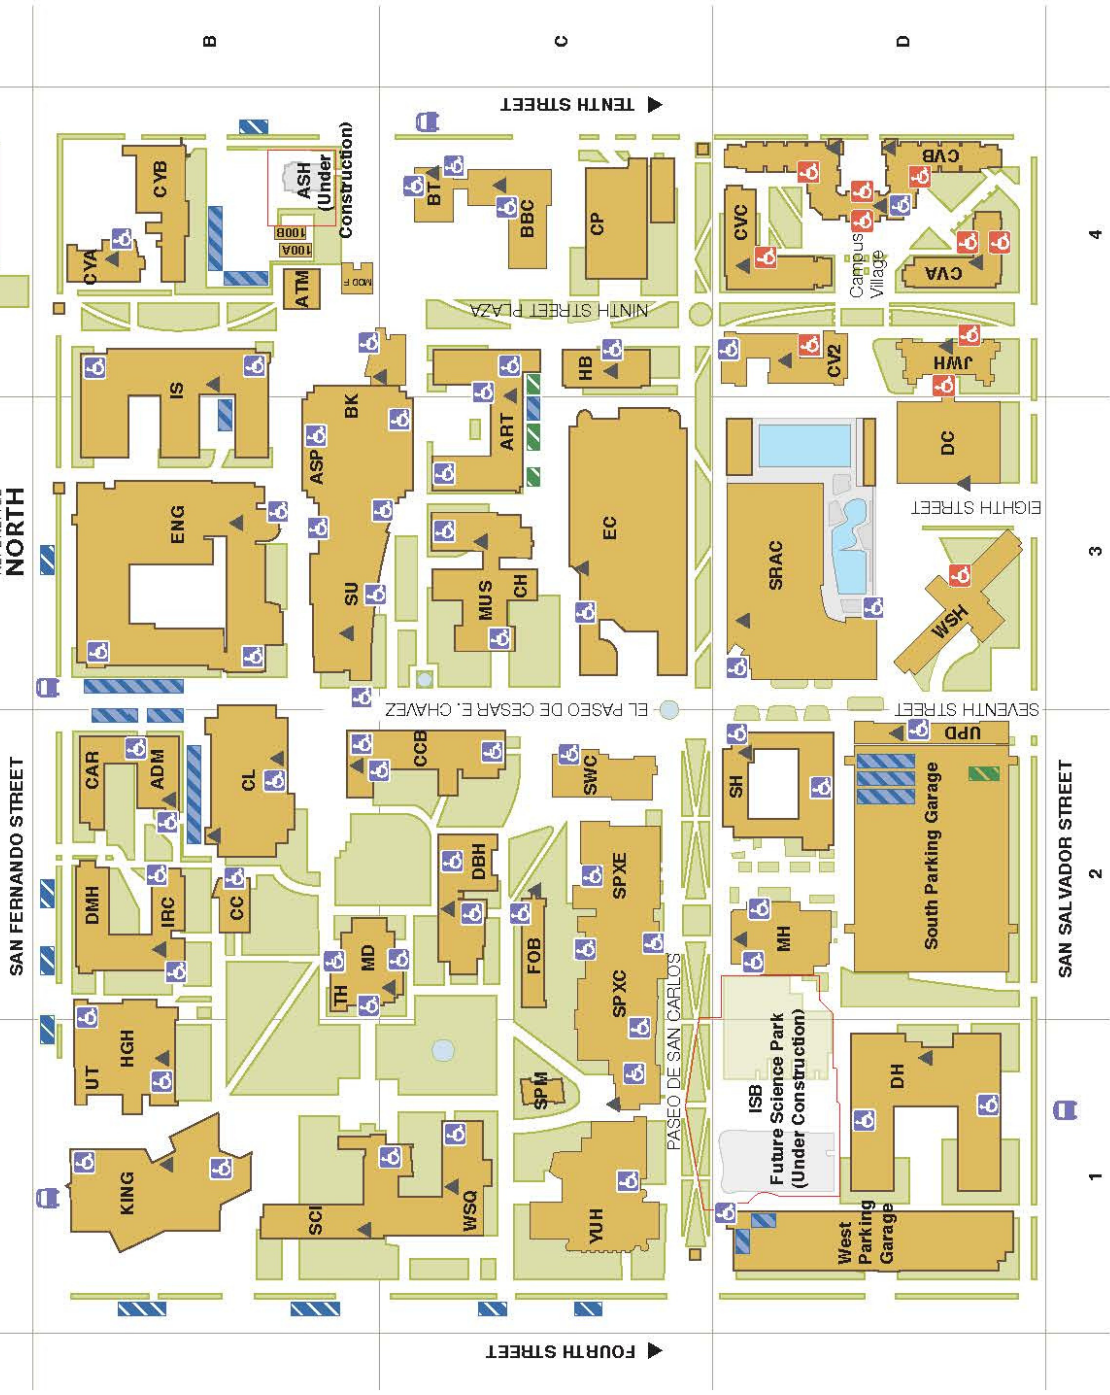 B
C
D
TENTH STREET
CYB
ASH
(Under
Construction)
CYA
100B
100A
ATM
MOD F
BT
BBC
CP
CVC
CVB
CVA
Campus
Village
4
NINTH STREET PLAZA
IS
BK
ASP
ART
HB
CV2
JWH
DC
EIGHTH STREET
NORTH
ENG
SU
MUS
CH
EC
SRAC
WSH
3
EL PASEO DE CESAR E. CHAVEZ
SEVENTH STREET
SAN FERNANDO STREET
CAR
ADM
CL
CCB
SWC
SH
UPD
South Parking Garage
SAN SALVADOR STREET
DMH
IRC
CC
MD
TH
DBH
FOB
SPXE
SPXC
MH
2
PASEO DE SAN CARLOS
UT
HGH
SPM
ISB
Future Science Park
(Under Construction)
DH
KING
SCI
WSQ
YUH
West
Parking
Garage
1
FOURTH STREET